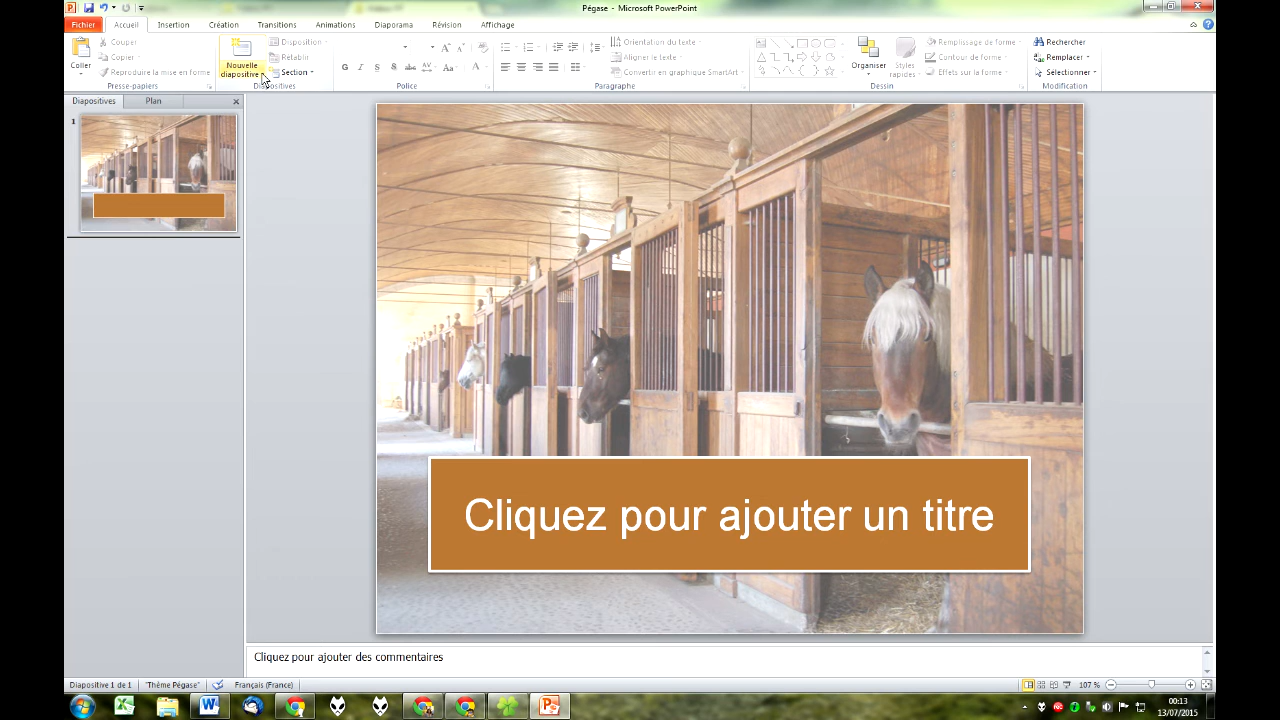 Pégase - Microsoft PowerPoint
Fichier Accueil Insertion Création Transitions Animations Diaporama Révision Affichage
Coller
Couper
Copier
Reproduire la mise en forme
Presse-papiers
Nouvelle
diapositive
Disposition
Rétablir
Section
Diapositives
G I S S abc AV Aa A
Police
Orientation du texte
Aligner le texte
Convertir en graphique SmartArt
Paragraphe
Organiser
Styles
rapides
Remplissage de forme
Contour de forme
Effets sur la forme
Dessin
Rechercher
Remplacer
Sélectionner
Modification
Diapositives Plan
1
Cliquez pour ajouter un titre
Cliquez pour ajouter des commentaires
Diapositive 1 de 1 "Thème Pégase" Français (France) 107 %
00:13
13/07/2015